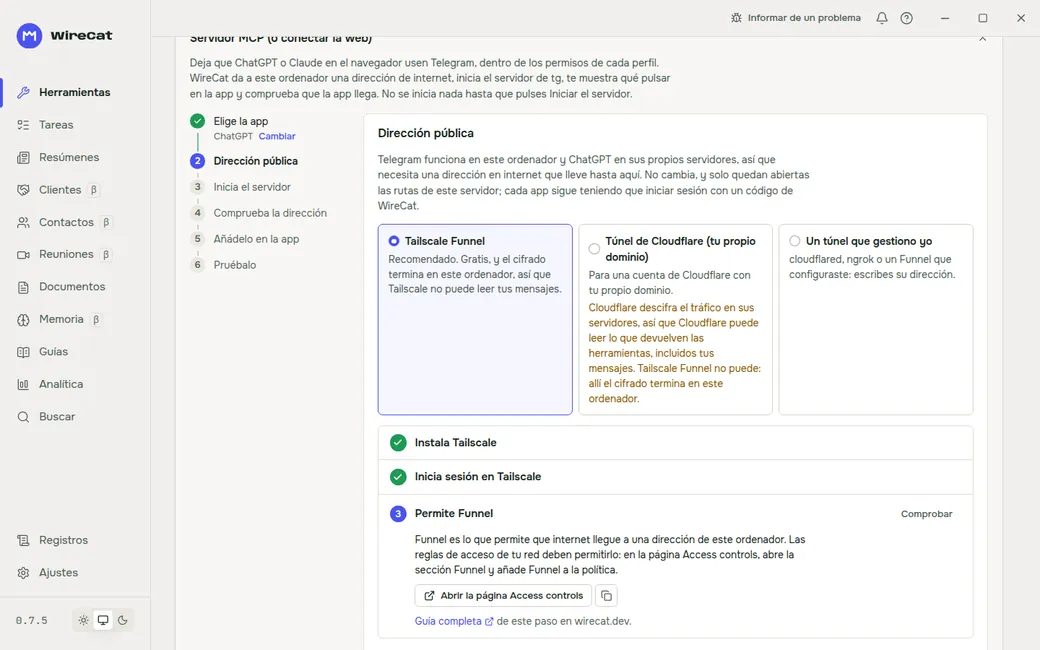 Informar de un problema
wirecat
Herramientas
Tareas
Resúmenes
Clientes β
Contactos β
Reuniones β
Documentos
Memoria β
Guías
Analítica
Buscar
Registros
Ajustes
0.7.5
Servidor MCP (o conectar la web)
Deja que ChatGPT o Claude en el navegador usen Telegram, dentro de los permisos de cada perfil.
WireCat da a este ordenador una dirección de internet, inicia el servidor de tg, te muestra qué pulsar
en la app y comprueba que la app llega. No se inicia nada hasta que pulses Iniciar el servidor.
Elige la app
ChatGPT Cambiar
2 Dirección pública
3 Inicia el servidor
4 Comprueba la dirección
5 Añádelo en la app
6 Pruébalo
Dirección pública
Telegram funciona en este ordenador y ChatGPT en sus propios servidores, así que
necesita una dirección en internet que lleve hasta aquí. No cambia, y solo quedan abiertas
las rutas de este servidor; cada app sigue teniendo que iniciar sesión con un código de
WireCat.
Tailscale Funnel
Recomendado. Gratis, y el cifrado
termina en este ordenador, así que
Tailscale no puede leer tus mensajes.
Túnel de Cloudflare (tu propio
dominio)
Para una cuenta de Cloudflare con
tu propio dominio.
Cloudflare descifra el tráfico en sus
servidores, así que Cloudflare puede
leer lo que devuelven las
herramientas, incluidos tus
mensajes. Tailscale Funnel no puede:
allí el cifrado termina en este
ordenador.
Un túnel que gestiono yo
cloudflared, ngrok o un Funnel que
configuraste: escribes su dirección.
Instala Tailscale
Inicia sesión en Tailscale
3 Permite Funnel
Comprobar
Funnel es lo que permite que internet llegue a una dirección de este ordenador. Las
reglas de acceso de tu red deben permitirlo: en la página Access controls, abre la
sección Funnel y añade Funnel a la política.
Abrir la página Access controls
Guía completa de este paso en wirecat.dev.